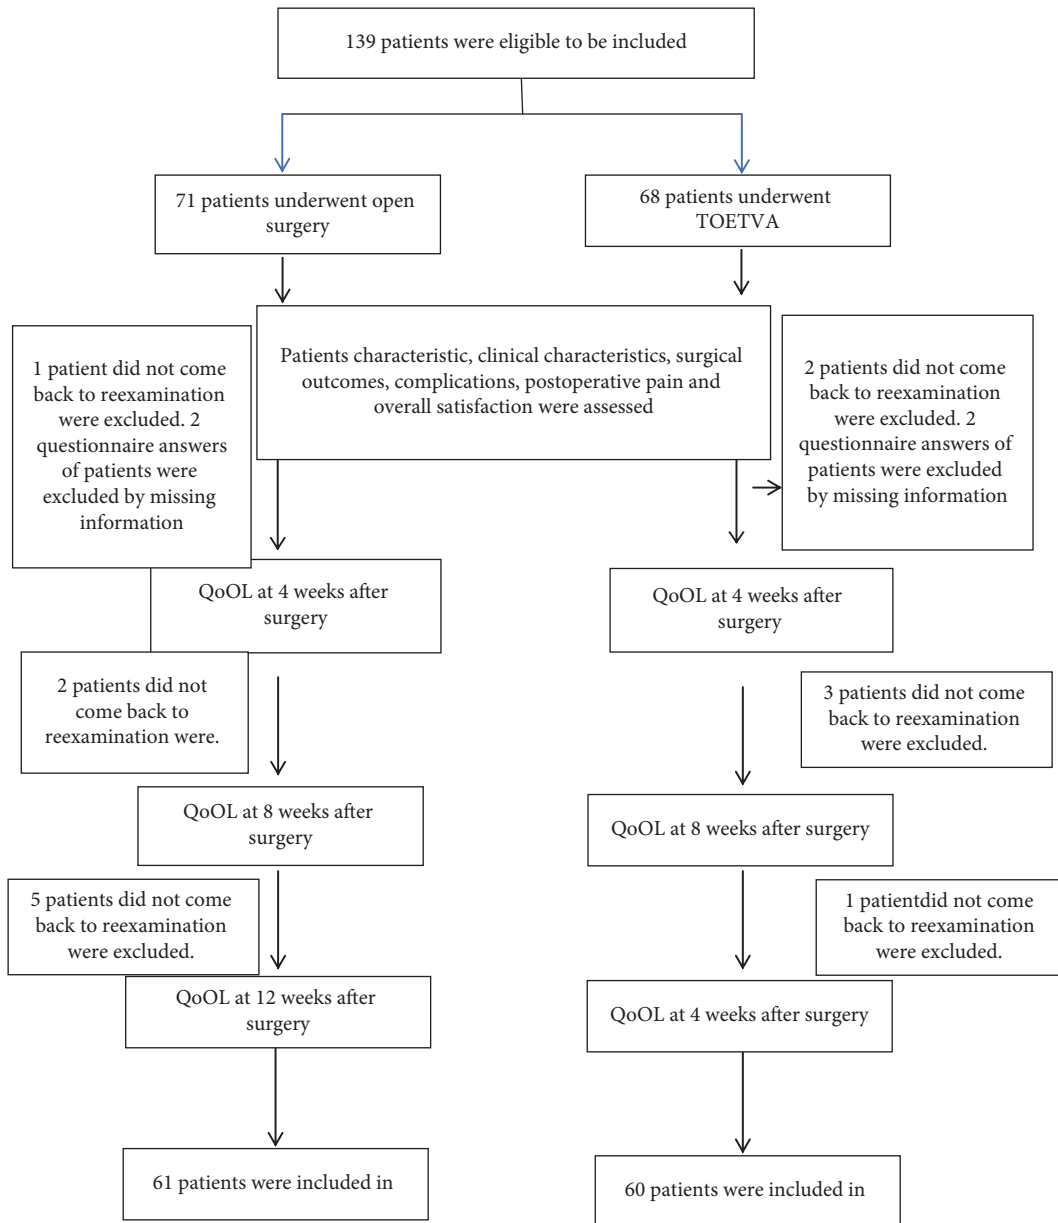 139 patients were eligible to be included
71 patients underwent open
surgery
68 patients underwent
TOETVA
Patients characteristic, clinical characteristics, surgical
outcomes, complications, postoperative pain and
overall satisfaction were assessed
1 patient did not come
back to reexamination
were excluded. 2
questionnaire answers
of patients were
excluded by missing
information
2 patients did not come
back to reexamination
were excluded. 2
questionnaire answers of
patients were excluded
by missing information
QoOL at 4 weeks after
surgery
QoOL at 4 weeks after
surgery
2 patients did not
come back to
reexamination were.
3 patients did not come
back to reexamination
were excluded.
QoOL at 8 weeks after
surgery
QoOL at 8 weeks after surgery
5 patients did not come
back to reexamination
were excluded.
1 patientdid not come
back to reexamination
were excluded.
QoOL at 12 weeks after
surgery
QoOL at 4 weeks after surgery
61 patients were included in
60 patients were included in